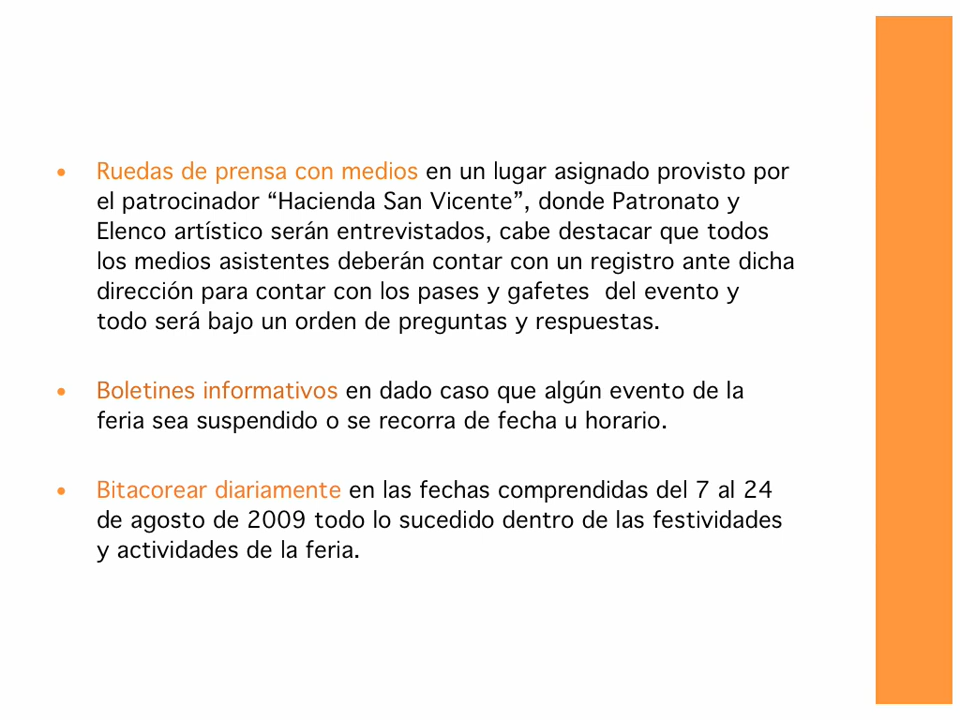 • Ruedas de prensa con medios en un lugar asignado provisto por
el patrocinador “Hacienda San Vicente”, donde Patronato y
Elenco artístico serán entrevistados, cabe destacar que todos
los medios asistentes deberán contar con un registro ante dicha
dirección para contar con los pases y gafetes  del evento y
todo será bajo un orden de preguntas y respuestas.
• Boletines informativos en dado caso que algún evento de la
feria sea suspendido o se recorra de fecha u horario.
• Bitacorear diariamente en las fechas comprendidas del 7 al 24
de agosto de 2009 todo lo sucedido dentro de las festividades
y actividades de la feria.